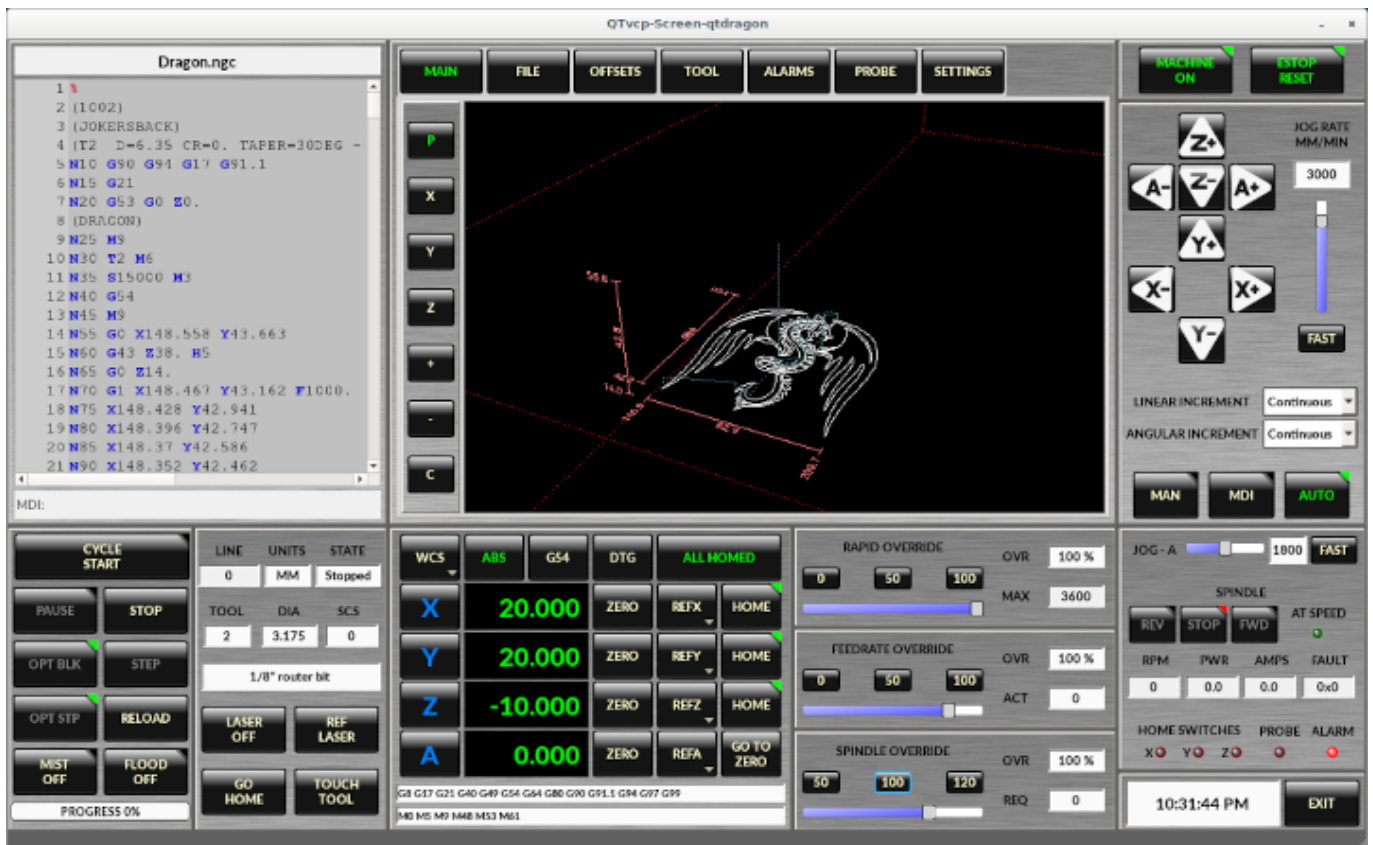 QTvcp-Screen-qtdragon
Dragon.ngc
1 %
2 (1002)
3 (JOKERSBACK)
4 (T2 D=6.35 CR=0. TAPER=30DEG -
5 N10 G90 G94 G17 G91.1
6 N15 G21
7 N20 G53 G0 Z0.
8 (DRAGON)
9 N25 M9
10 N30 T2 M6
11 N35 S15000 M3
12 N40 G54
13 N45 M9
14 N55 G0 X148.558 Y43.663
15 N60 G43 Z38. H5
16 N65 G0 Z14.
17 N70 G1 X148.467 Y43.162 F1000.
18 N75 X148.428 Y42.941
19 N80 X148.396 Y42.747
20 N85 X148.37 Y42.586
21 N90 X148.352 Y42.462
MDI:
MAIN FILE OFFSETS TOOL ALARMS PROBE SETTINGS
P
X
Y
Z
+
-
C
MACHINE ON
ESTOP RESET
JOG RATE
MM/MIN
3000
Z+
A- Z- A+
Y+
X- X+
Y-
FAST
LINEAR INCREMENT Continuous
ANGULAR INCREMENT Continuous
MAN MDI AUTO
CYCLE
START
PAUSE STOP
OPT BLK STEP
OPT STP RELOAD
MIST OFF FLOOD OFF
PROGRESS 0%
LINE UNITS STATE
0 MM Stopped
TOOL DIA SCS
2 3.175 0
1/8" router bit
LASER OFF REF LASER
GO HOME TOUCH TOOL
WCS ABS G54 DTG ALL HOMED
X 20.000 ZERO REFX HOME
Y 20.000 ZERO REFY HOME
Z -10.000 ZERO REFZ HOME
A 0.000 ZERO REFA GO TO ZERO
G8 G17 G21 G40 G49 G54 G64 G80 G90 G91.1 G94 G97 G99
M0 M5 M9 M48 M53 M61
RAPID OVERRIDE OVR 100 %
0 50 100
MAX 3600
FEEDRATE OVERRIDE OVR 100 %
0 50 100
ACT 0
SPINDLE OVERRIDE OVR 100 %
50 100 120
REQ 0
JOG - A 1800 FAST
SPINDLE
REV STOP FWD AT SPEED
RPM PWR AMPS FAULT
0 0.0 0.0 0x0
HOME SWITCHES PROBE ALARM
X Y Z
10:31:44 PM EXIT